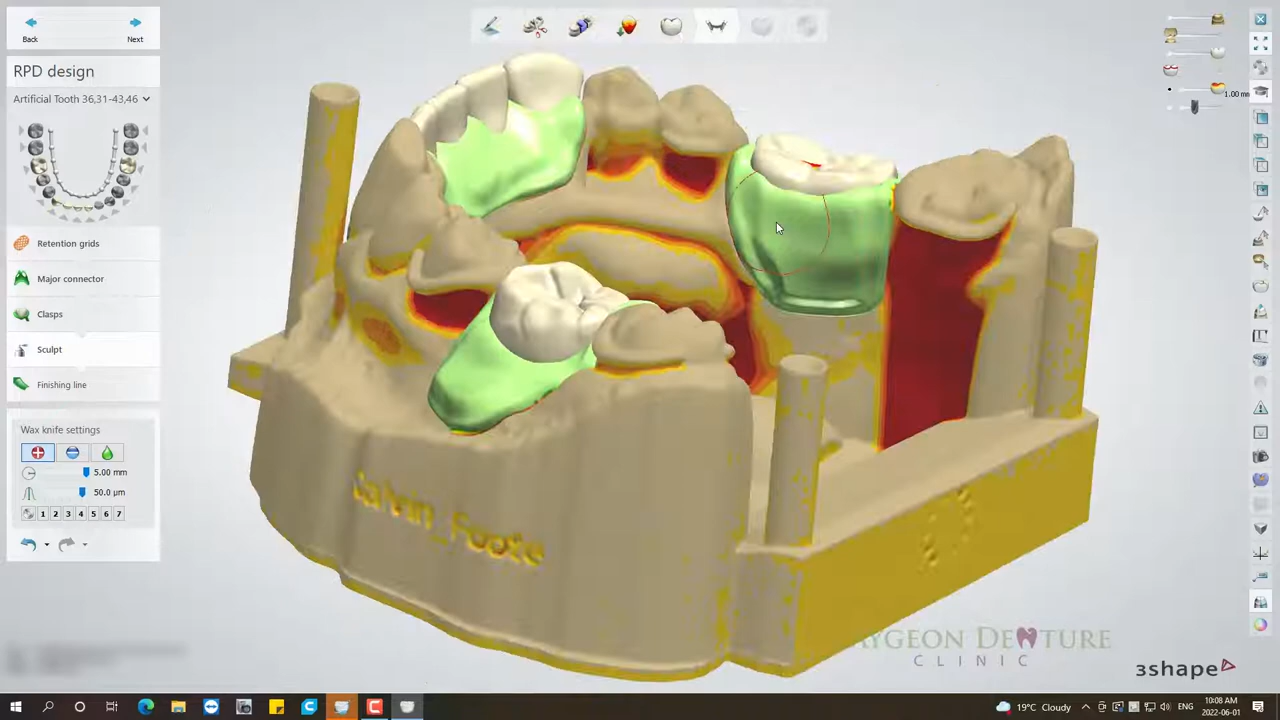 Back
Next
RPD design
Artificial Tooth 36,31-43,46
Retention grids
Major connector
Clasps
Sculpt
Finishing line
Wax knife settings
5.00 mm
50.0 µm
1 2 3 4 5 6 7
1.00 mm
Foote
DENTURE
CLINIC
3shape
19°C Cloudy
ENG
10:08 AM
2022-06-01